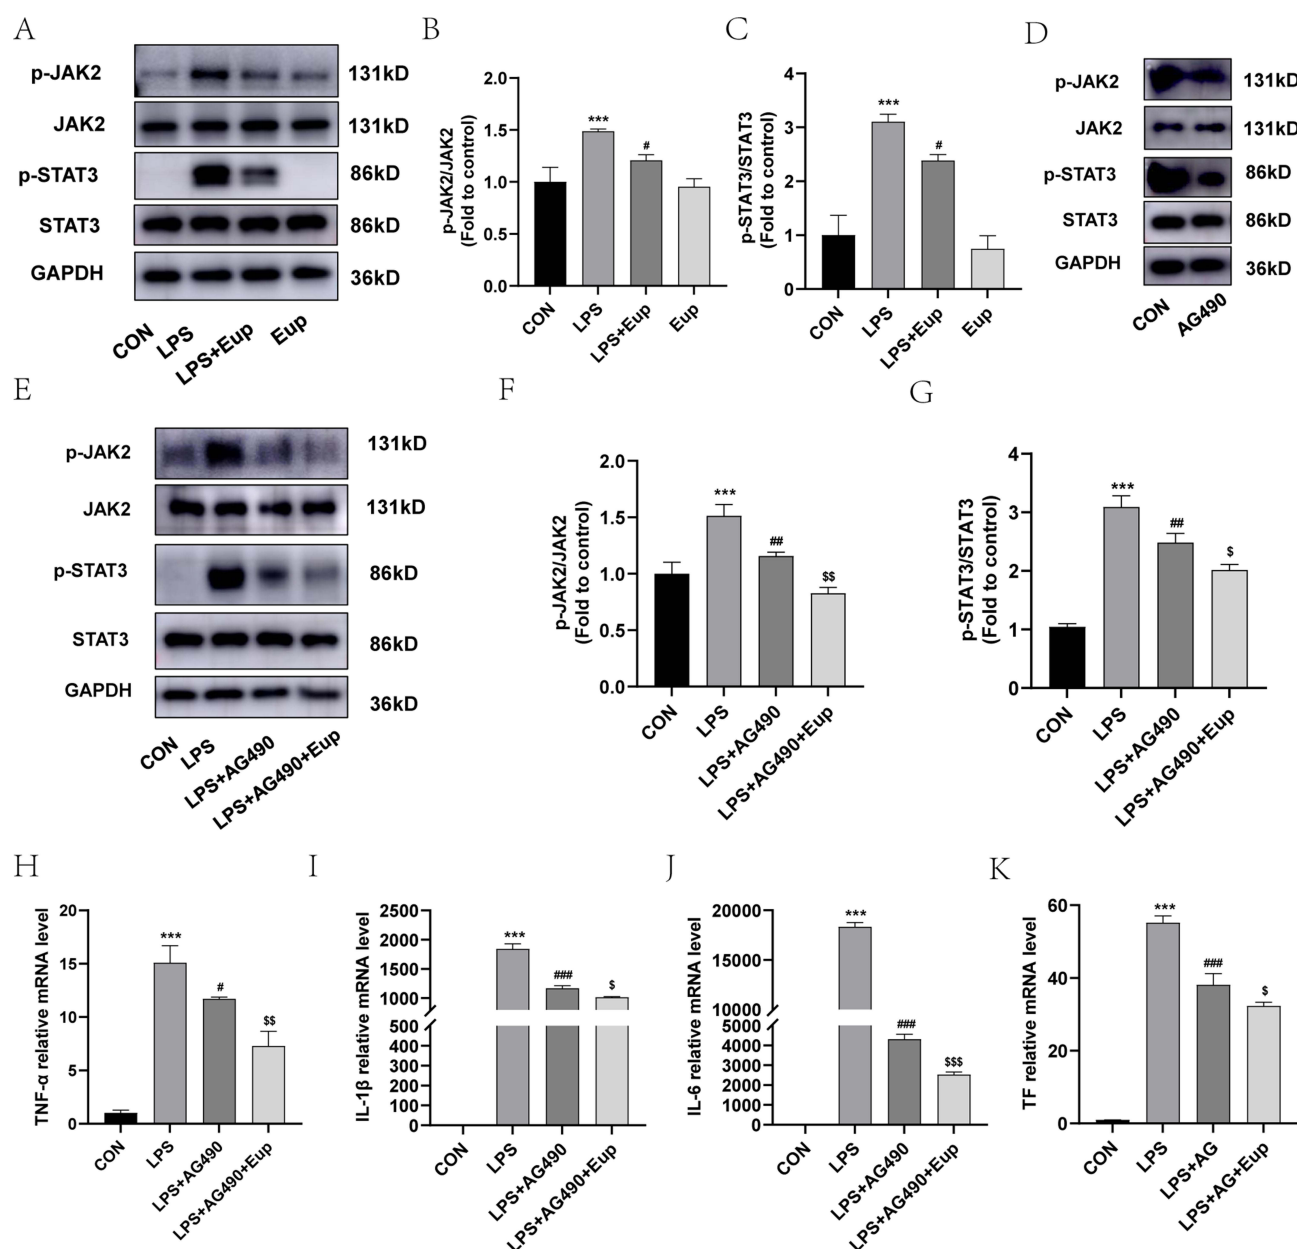 A
p-JAK2
131kD
JAK2
131kD
p-STAT3
86kD
STAT3
86kD
GAPDH
36kD
CON
LPS
LPS+Eup
Eup
B
p-JAK2/JAK2
(Fold to control)
2.0
1.5
1.0
0.5
0.0
***
#
CON
LPS
LPS+Eup
Eup
C
p-STAT3/STAT3
(Fold to control)
4
3
2
1
0
***
#
CON
LPS
LPS+Eup
Eup
D
p-JAK2
131kD
JAK2
131kD
p-STAT3
86kD
STAT3
86kD
GAPDH
36kD
CON
AG490
E
p-JAK2
131kD
JAK2
131kD
p-STAT3
86kD
STAT3
86kD
GAPDH
36kD
CON
LPS
LPS+AG490
LPS+AG490+Eup
F
p-JAK2/JAK2
(Fold to control)
2.0
1.5
1.0
0.5
0.0
***
##
$$
CON
LPS
LPS+AG490
LPS+AG490+Eup
G
p-STAT3/STAT3
(Fold to control)
4
3
2
1
0
***
##
$
CON
LPS
LPS+AG490
LPS+AG490+Eup
H
TNF-α relative mRNA level
20
15
10
5
0
***
#
$$
CON
LPS
LPS+AG490
LPS+AG490+Eup
I
IL-1β relative mRNA level
2500
2000
1500
1000
500
400
300
200
100
0
***
###
$
CON
LPS
LPS+AG490
LPS+AG490+Eup
J
IL-6 relative mRNA level
20000
15000
10000
5000
4000
3000
2000
1000
0
***
###
$$$
CON
LPS
LPS+AG490
LPS+AG490+Eup
K
TF relative mRNA level
60
40
20
0
***
###
$
CON
LPS
LPS+AG
LPS+AG+Eup